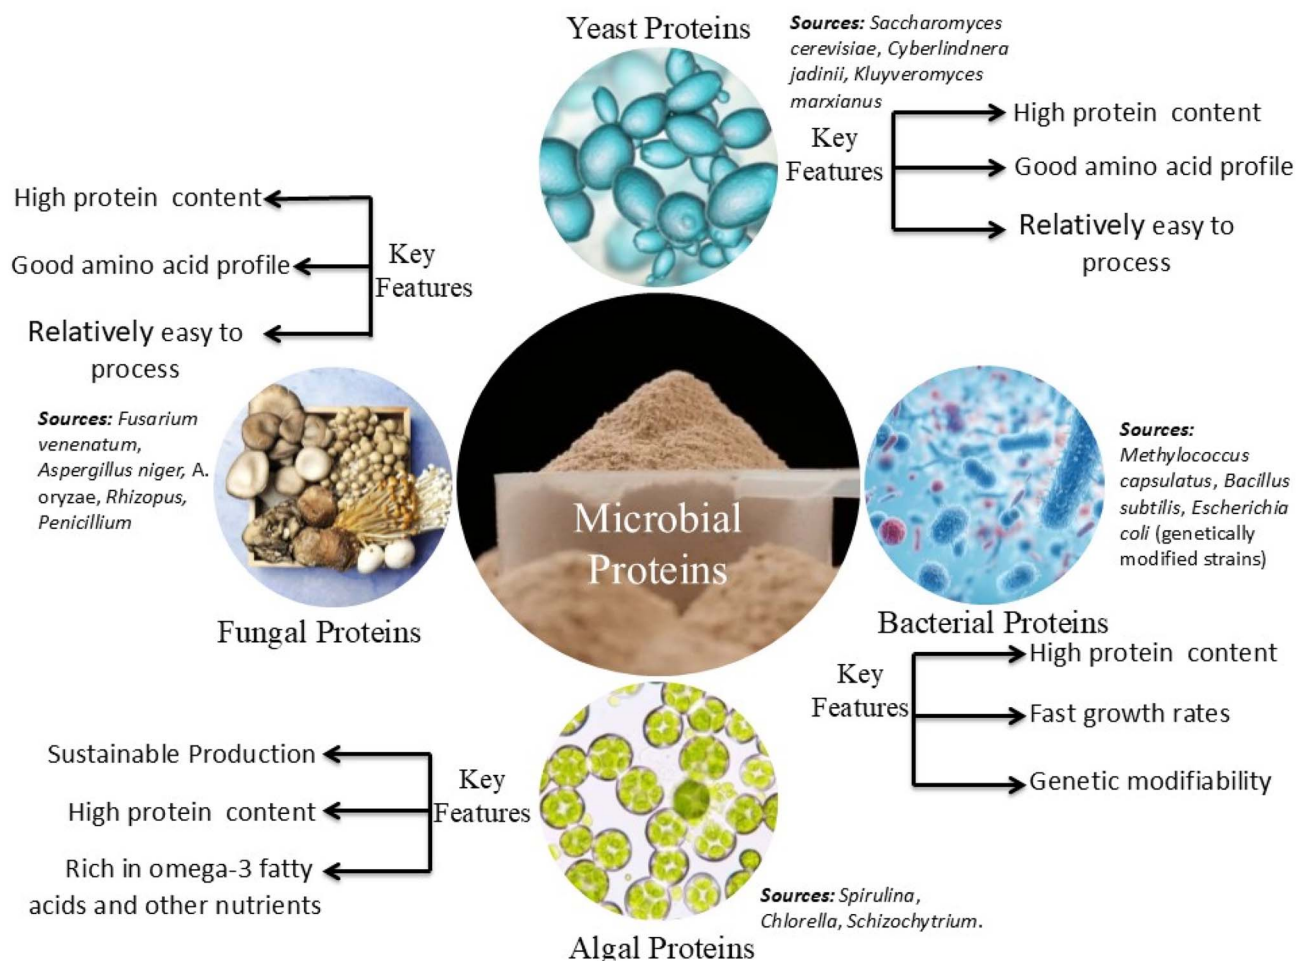 Yeast Proteins
Sources: Saccharomyces
cerevisiae, Cyberlindnera
jadinii, Kluyveromyces
marxianus
Key
Features
High protein content
Good amino acid profile
Relatively easy to
process
High protein content
Good amino acid profile
Relatively easy to
process
Key
Features
Sources: Fusarium
venenatum,
Aspergillus niger, A.
oryzae, Rhizopus,
Penicillium
Fungal Proteins
Microbial
Proteins
Sources:
Methylococcus
capsulatus, Bacillus
subtilis, Escherichia
coli (genetically
modified strains)
Bacterial Proteins
Key
Features
High protein content
Fast growth rates
Genetic modifiability
Sustainable Production
High protein content
Rich in omega-3 fatty
acids and other nutrients
Key
Features
Sources: Spirulina,
Chlorella, Schizochytrium.
Algal Proteins